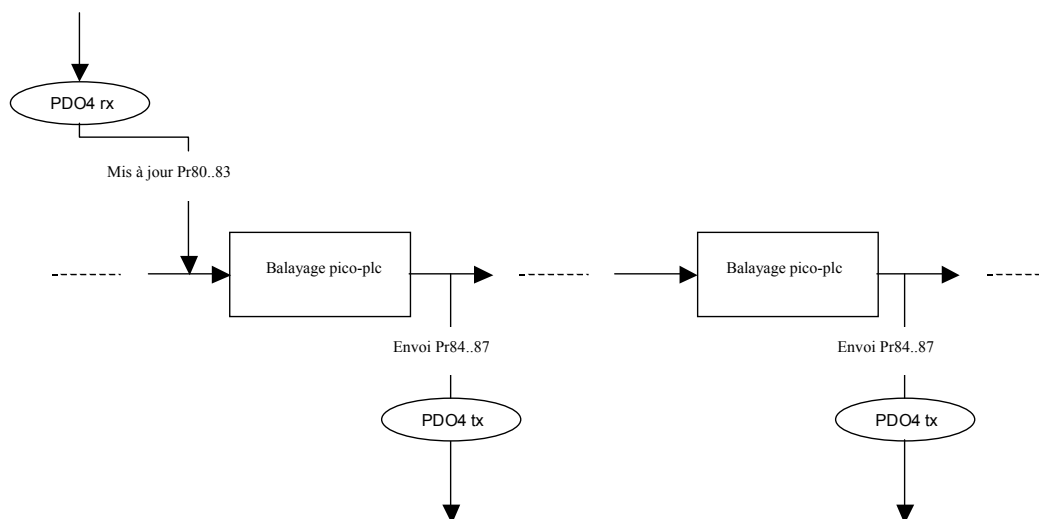 PDO4 rx
Mis à jour Pr80..83
Balayage pico-plc
Balayage pico-plc
Envoi Pr84..87
Envoi Pr84..87
PDO4 tx
PDO4 tx